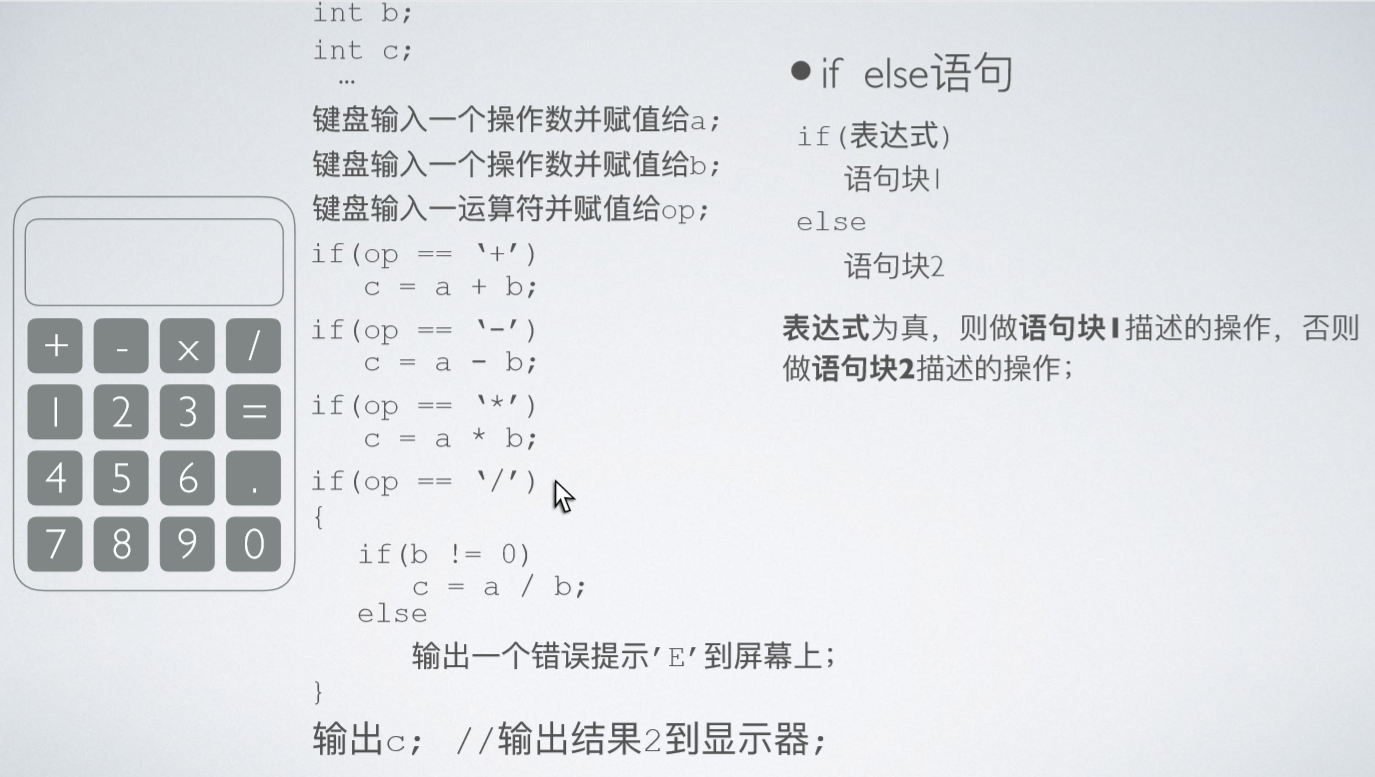 int b;
int c;
…
键盘输入一个操作数并赋值给a;
键盘输入一个操作数并赋值给b;
键盘输入一运算符并赋值给op;
if(op == ‘+’)
c = a + b;
if(op == ‘-’)
c = a - b;
if(op == ‘*’)
c = a * b;
if(op == ‘/’)
{
if(b != 0)
c = a / b;
else
输出一个错误提示’E’到屏幕上;
}
输出c; //输出结果2到显示器;
+ - x /
1 2 3 =
4 5 6 .
7 8 9 0
●if else语句
if(表达式)
语句块1
else
语句块2
表达式为真，则做语句块1描述的操作，否则
做语句块2描述的操作；